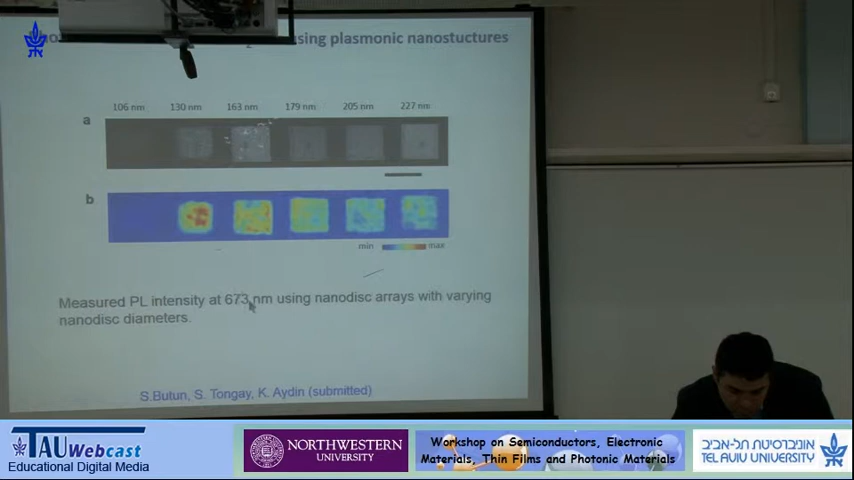 using plasmonic nanostuctures
106 nm 130 nm 163 nm 179 nm 205 nm 227 nm
a
b
min max
Measured PL intensity at 673 nm using nanodisc arrays with varying
nanodisc diameters.
S.Butun, S. Tongay, K. Aydin (submitted)
TAU Webcast
Educational Digital Media
NORTHWESTERN
UNIVERSITY
Workshop on Semiconductors, Electronic
Materials, Thin Films and Photonic Materials
אוניברסיטת תל-אביב
TEL AVIV UNIVERSITY